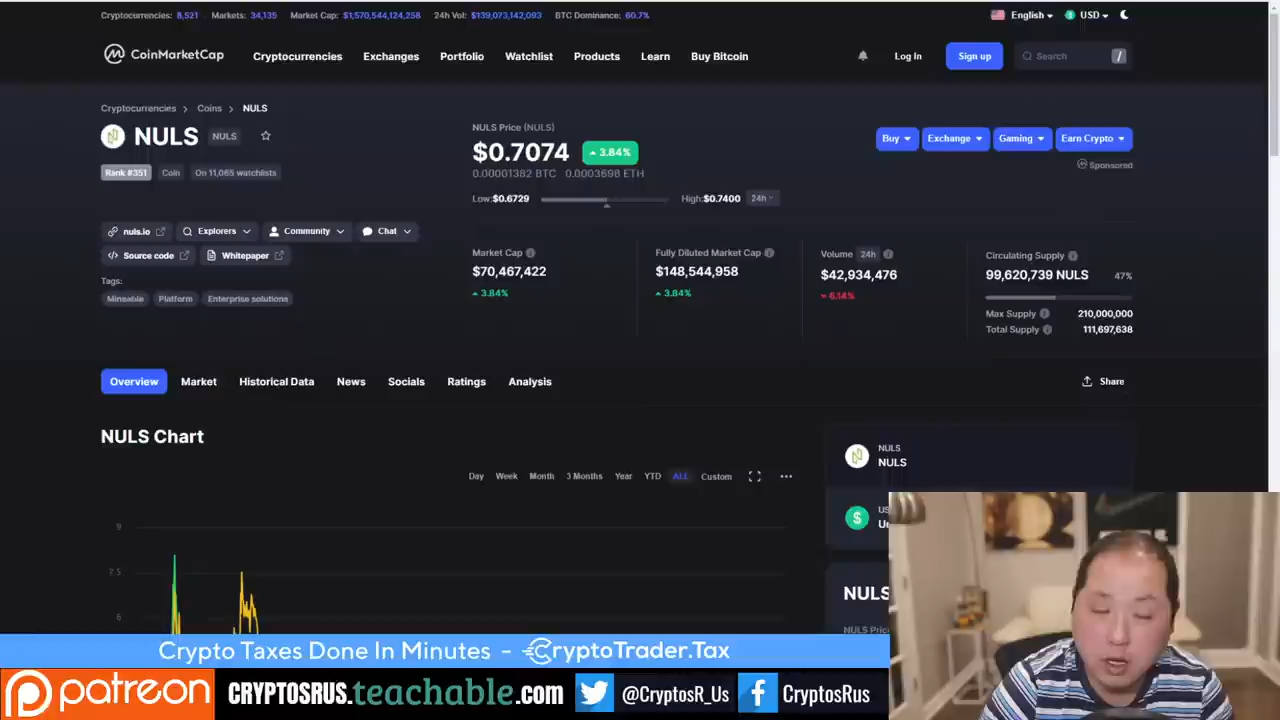 Cryptocurrencies: 8,521 Markets: 34,135 Market Cap: $1,570,544,124,258 24h Vol: $139,073,142,093 BTC Dominance: 60.7% English USD
CoinMarketCap Cryptocurrencies Exchanges Portfolio Watchlist Products Learn Buy Bitcoin Log In Sign up Search /
Cryptocurrencies > Coins > NULS
NULS NULS
Rank #351 Coin On 11,065 watchlists
nuls.io Explorers Community Chat
Source code Whitepaper
Tags:
Mineable Platform Enterprise solutions
NULS Price (NULS)
$0.7074 3.84%
0.00001382 BTC 0.0003698 ETH
Low: $0.6729 High: $0.7400 24h
Buy Exchange Gaming Earn Crypto
Sponsored
Market Cap
$70,467,422
3.84%
Fully Diluted Market Cap
$148,544,958
3.84%
Volume 24h
$42,934,476
6.14%
Circulating Supply
99,620,739 NULS 47%
Max Supply 210,000,000
Total Supply 111,697,638
Overview Market Historical Data News Socials Ratings Analysis Share
NULS Chart
Day Week Month 3 Months Year YTD ALL Custom
9
7.5
6
NULS
NULS
$
NULS
NULS
Crypto Taxes Done In Minutes - CryptoTrader.Tax
patreon CRYPTOSRUS.teachable.com @CryptosR_Us CryptosRus